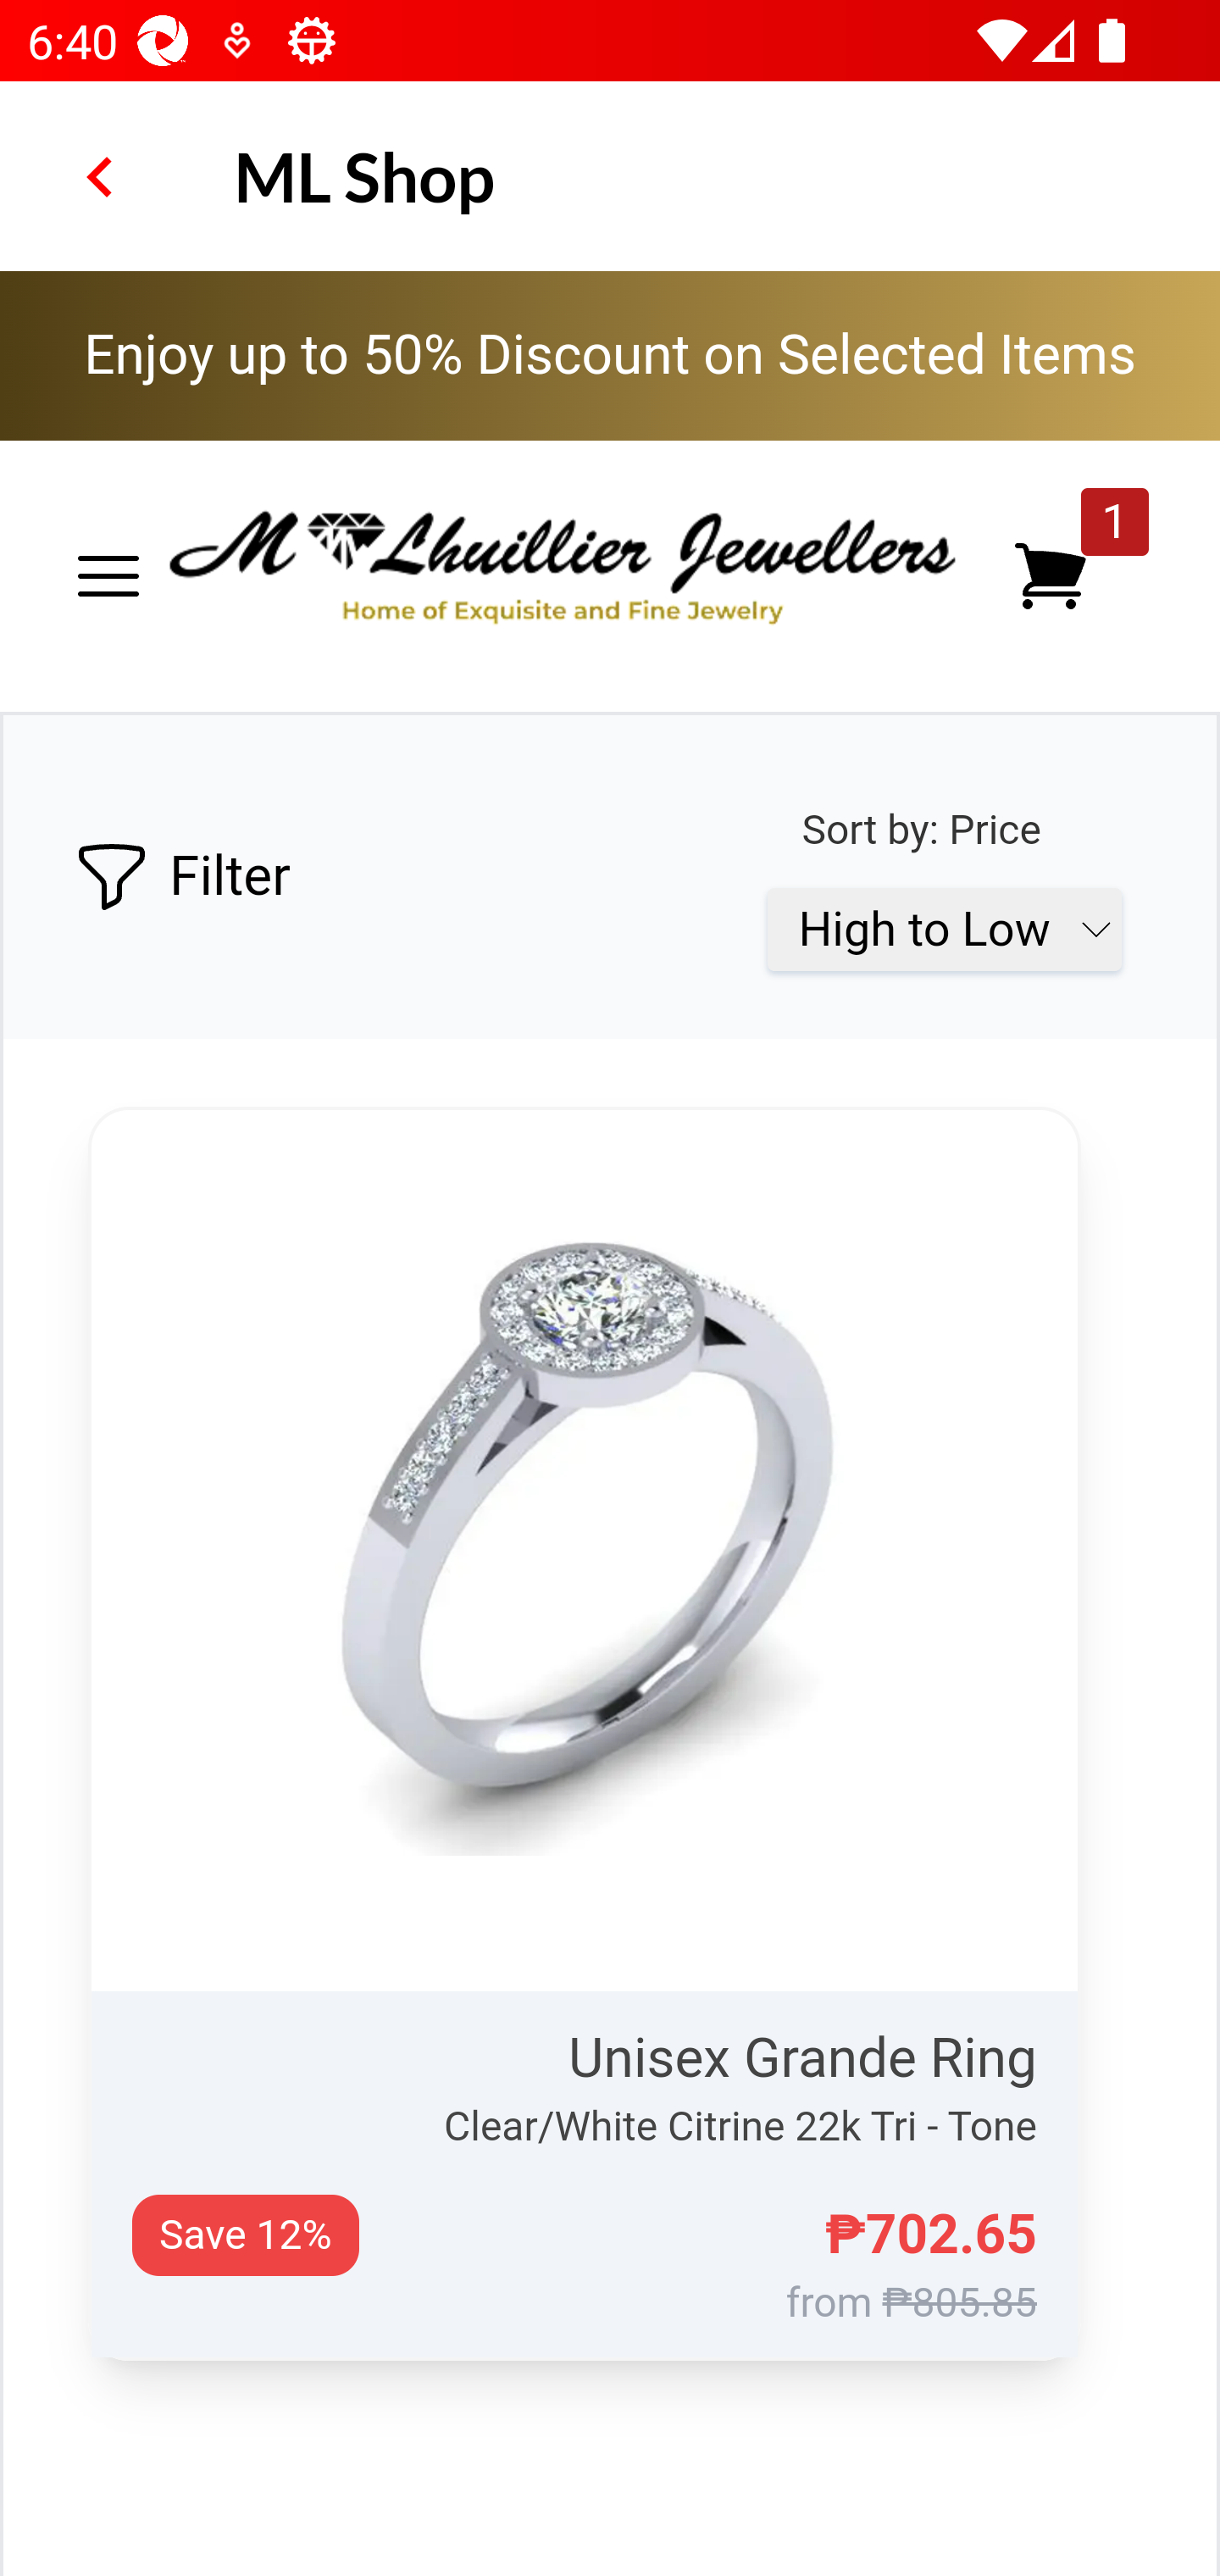 6:40
ML Shop
Enjoy up to 50% Discount on Selected Items
M Lhuillier Jewellers
Home of Exquisite and Fine Jewelry
1
Filter
Sort by: Price
High to Low
Unisex Grande Ring
Clear/White Citrine 22k Tri - Tone
Save 12%
₱702.65
from ₱805.85